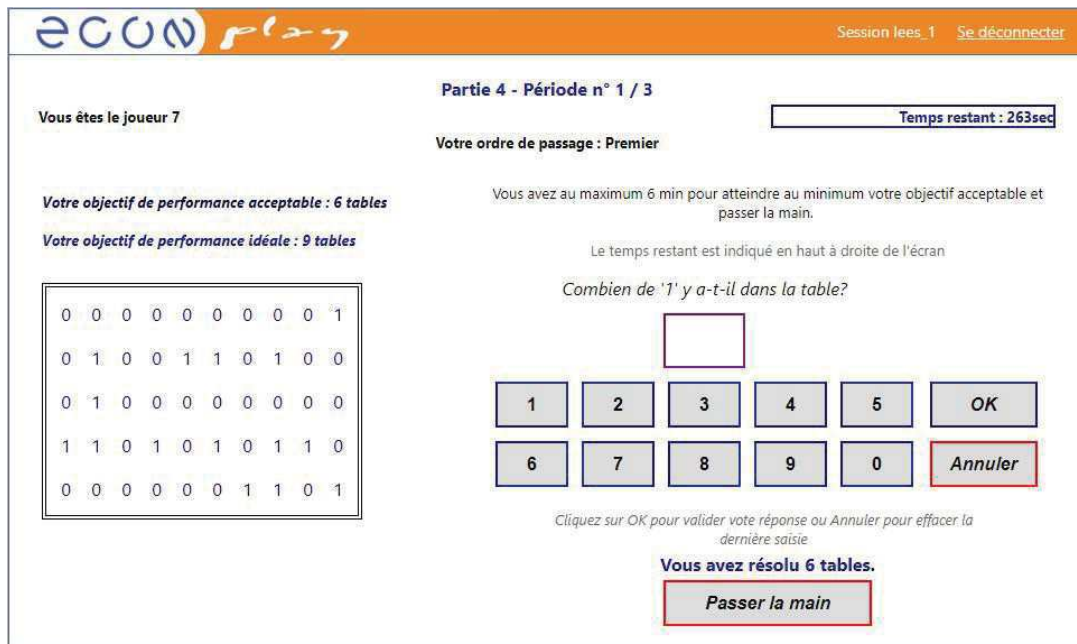 econ play
Session lees_1 Se déconnecter
Partie 4 - Période n° 1 / 3
Vous êtes le joueur 7
Temps restant : 263sec
Votre ordre de passage : Premier
Votre objectif de performance acceptable : 6 tables
Votre objectif de performance idéale : 9 tables
0 0 0 0 0 0 0 0 0 1
0 1 0 0 1 1 0 1 0 0
0 1 0 0 0 0 0 0 0 0
1 1 0 1 0 1 0 1 1 0
0 0 0 0 0 0 1 1 0 1
Vous avez au maximum 6 min pour atteindre au minimum votre objectif acceptable et
passer la main.
Le temps restant est indiqué en haut à droite de l'écran
Combien de '1' y a-t-il dans la table?
1 2 3 4 5 OK
6 7 8 9 0 Annuler
Cliquez sur OK pour valider vote réponse ou Annuler pour effacer la
dernière saisie
Vous avez résolu 6 tables.
Passer la main